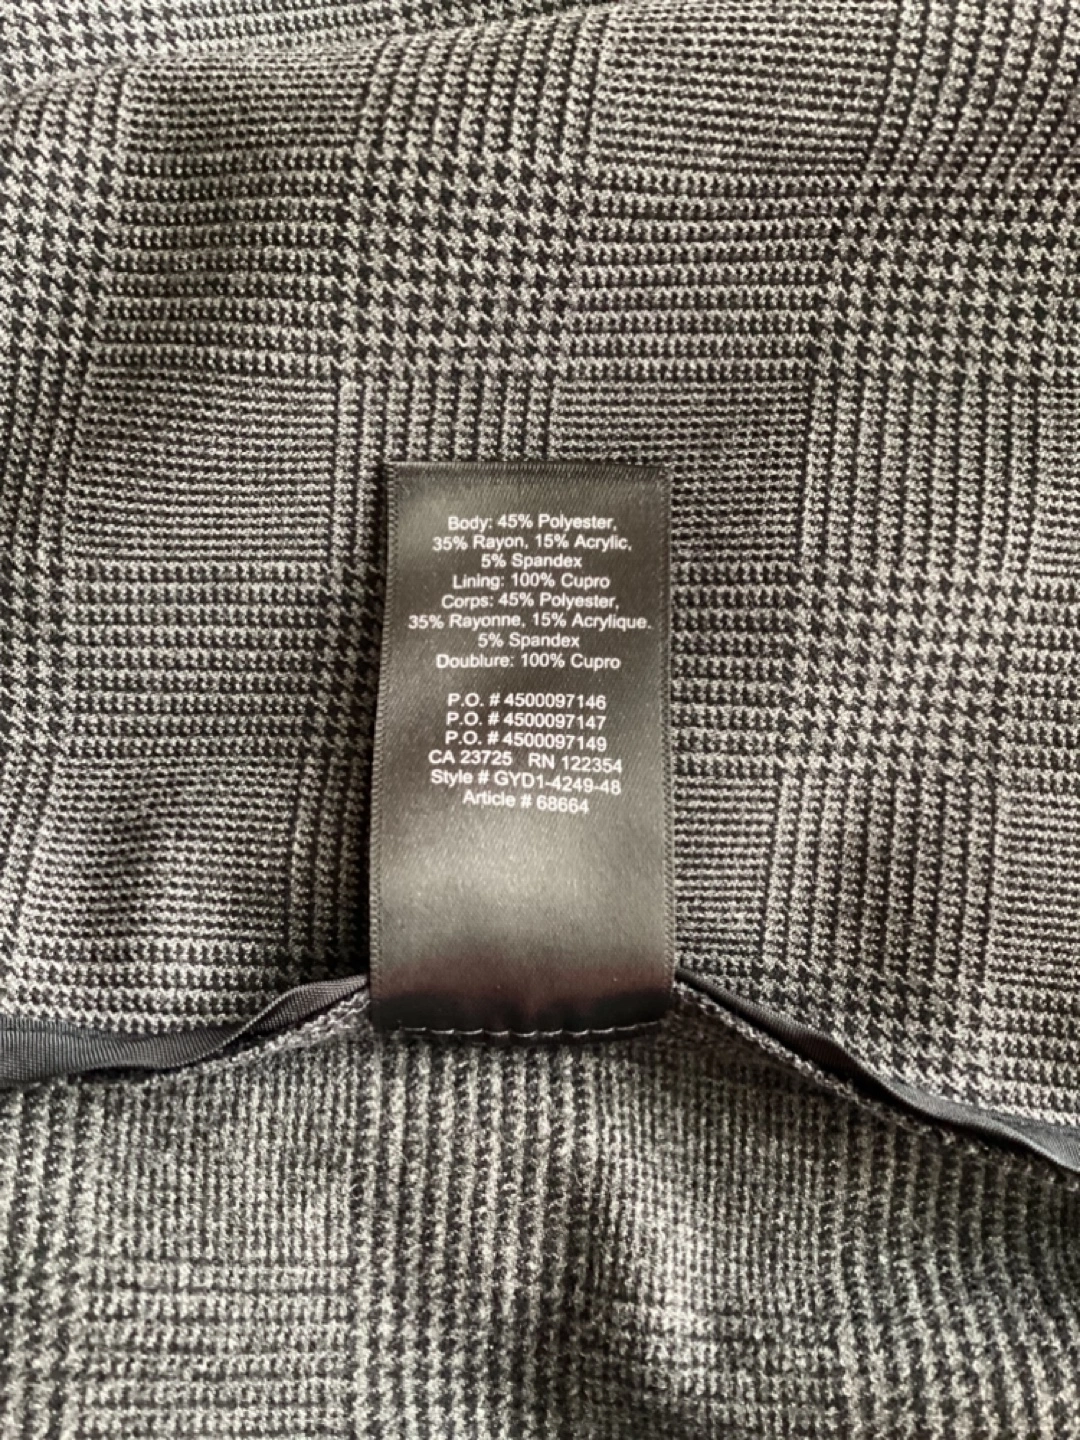 Body: 45% Polyester,
35% Rayon, 15% Acrylic,
5% Spandex
Lining: 100% Cupro
Corps: 45% Polyester,
35% Rayonne, 15% Acrylique.
5% Spandex
Doublure: 100% Cupro
P.O. # 4500097146
P.O. # 4500097147
P.O. # 4500097149
CA 23725 RN 122354
Style # GYD1-4249-48
Article # 68664